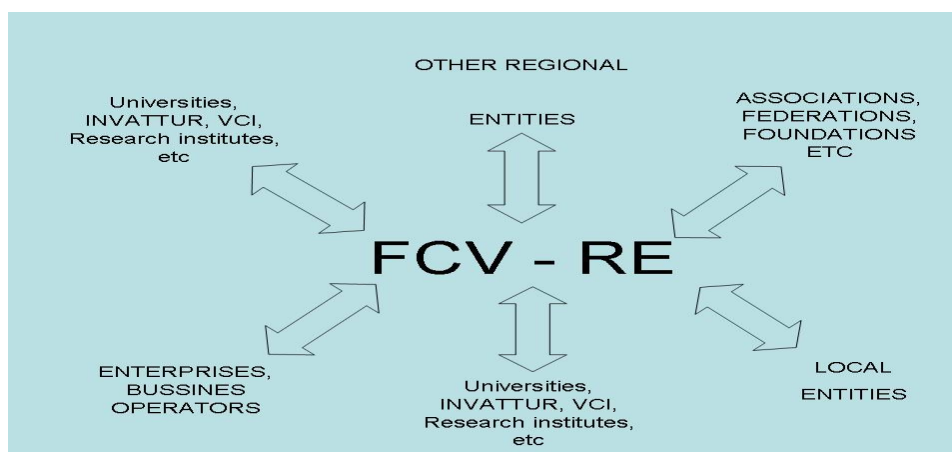 OTHER REGIONAL
ENTITIES
Universities,
INVATTUR, VCI,
Research institutes,
etc
ASSOCIATIONS,
FEDERATIONS,
FOUNDATIONS
ETC
FCV - RE
ENTERPRISES,
BUSSINES
OPERATORS
Universities,
INVATTUR, VCI,
Research institutes,
etc
LOCAL
ENTITIES